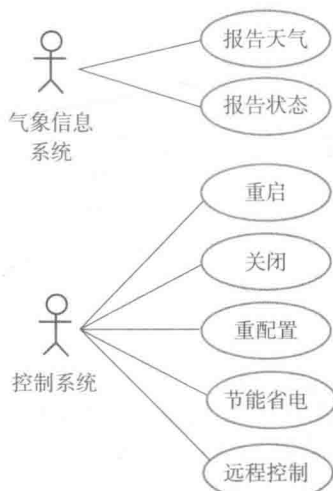 报告天气
报告状态
气象信息
系统
重启
关闭
重配置
控制系统
节能省电
远程控制